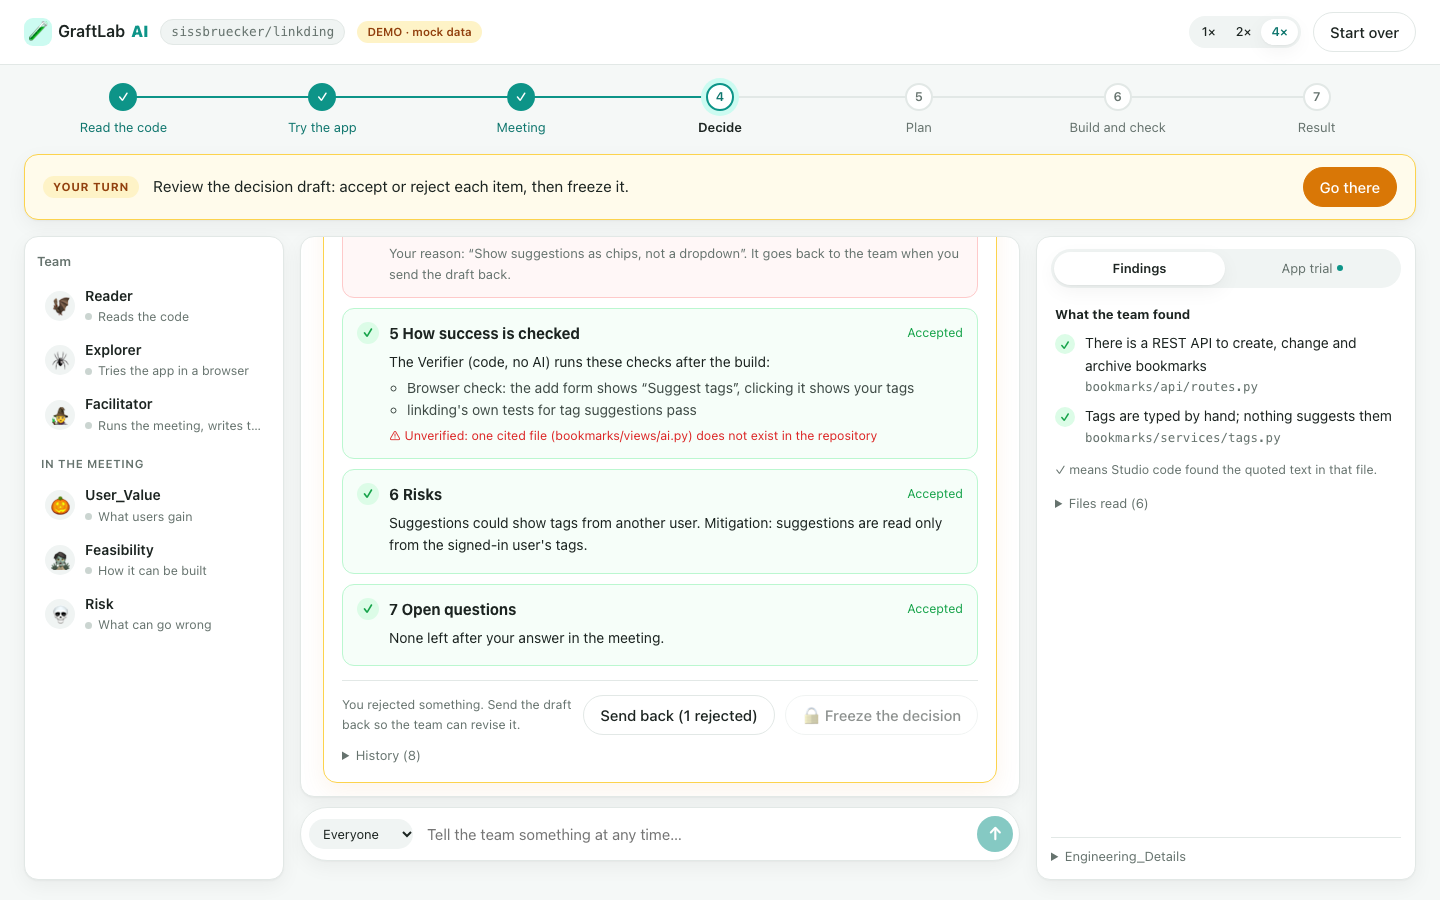 GraftLab AI
sissbruecker/linkding
DEMO · mock data
1×
2×
4×
Start over
4
5
6
7
Read the code
Try the app
Meeting
Decide
Plan
Build and check
Result
YOUR TURN
Review the decision draft: accept or reject each item, then freeze it.
Go there
Team
Reader
Reads the code
Explorer
Tries the app in a browser
Facilitator
Runs the meeting, writes t...
IN THE MEETING
User_Value
What users gain
Feasibility
How it can be built
Risk
What can go wrong
Your reason: “Show suggestions as chips, not a dropdown”. It goes back to the team when you
send the draft back.
5 How success is checked
Accepted
The Verifier (code, no AI) runs these checks after the build:
Browser check: the add form shows “Suggest tags”, clicking it shows your tags
linkding's own tests for tag suggestions pass
⚠ Unverified: one cited file (bookmarks/views/ai.py) does not exist in the repository
6 Risks
Accepted
Suggestions could show tags from another user. Mitigation: suggestions are read only
from the signed-in user's tags.
7 Open questions
Accepted
None left after your answer in the meeting.
You rejected something. Send the draft
back so the team can revise it.
Send back (1 rejected)
Freeze the decision
History (8)
Everyone
Tell the team something at any time...
Findings
App trial
What the team found
There is a REST API to create, change and
archive bookmarks
bookmarks/api/routes.py
Tags are typed by hand; nothing suggests them
bookmarks/services/tags.py
✓ means Studio code found the quoted text in that file.
Files read (6)
Engineering_Details